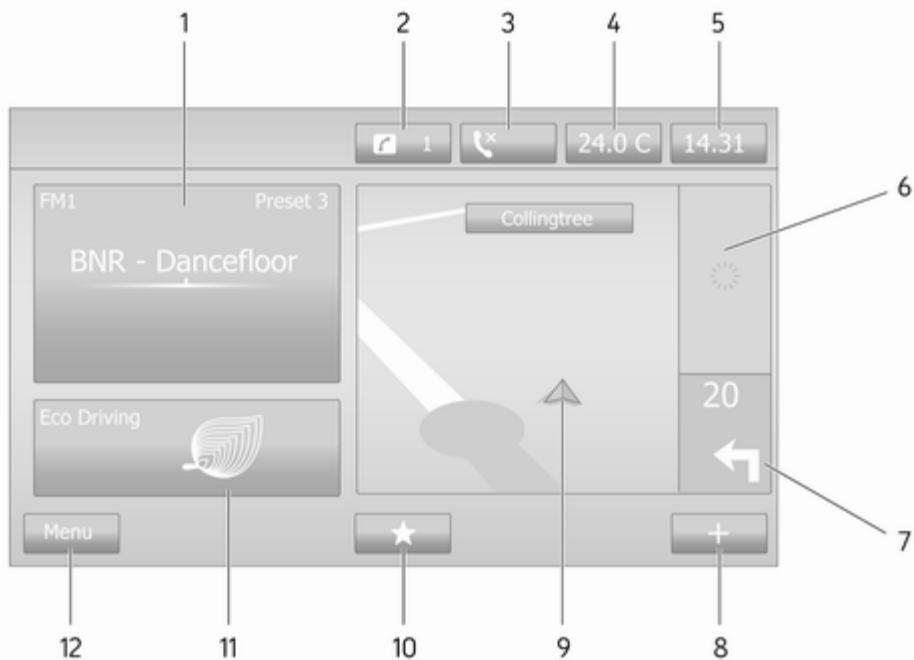 1 2 3 4 5
1 24.0 C 14.31
6
FM1 Preset 3
Collingtree
BNR - Dancefloor
20
Eco Driving
7
Menu
12 11 10 9 8